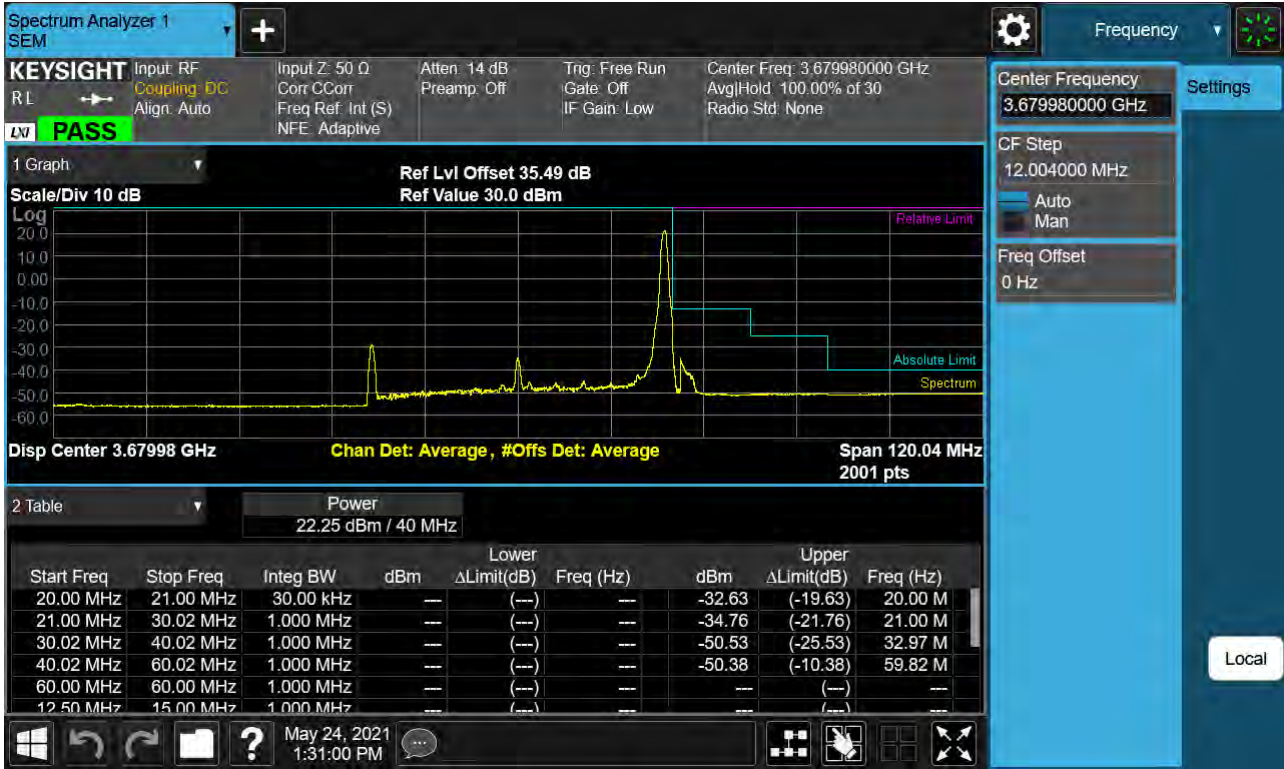 Spectrum Analyzer 1
SEM
Frequency
KEYSIGHT
Input: RF
Coupling: DC
Align: Auto
Input Z: 50 Ω
Corr CCorr
Freq Ref: Int (S)
NFE: Adaptive
Atten: 14 dB
Preamp: Off
Trig: Free Run
Gate: Off
IF Gain: Low
Center Freq: 3.679980000 GHz
Avg|Hold: 100.00% of 30
Radio Std: None
R L
LXI PASS
Center Frequency
3.679980000 GHz
Settings
CF Step
12.004000 MHz
Auto
Man
Freq Offset
0 Hz
Local
1 Graph
Scale/Div 10 dB
Ref Lvl Offset 35.49 dB
Ref Value 30.0 dBm
Log
20.0
10.0
0.00
-10.0
-20.0
-30.0
-40.0
-50.0
-60.0
Relative Limit
Absolute Limit
Spectrum
Disp Center 3.67998 GHz Chan Det: Average, #Offs Det: Average Span 120.04 MHz
2001 pts
2 Table
Power
22.25 dBm / 40 MHz
Lower Upper
Start Freq Stop Freq Integ BW dBm ΔLimit(dB) Freq (Hz) dBm ΔLimit(dB) Freq (Hz)
20.00 MHz 21.00 MHz 30.00 kHz --- (---) --- -32.63 (-19.63) 20.00 M
21.00 MHz 30.02 MHz 1.000 MHz --- (---) --- -34.76 (-21.76) 21.00 M
30.02 MHz 40.02 MHz 1.000 MHz --- (---) --- -50.53 (-25.53) 32.97 M
40.02 MHz 60.02 MHz 1.000 MHz --- (---) --- -50.38 (-10.38) 59.82 M
60.00 MHz 60.00 MHz 1.000 MHz --- (---) --- --- (---) ---
12.50 MHz 15.00 MHz 1.000 MHz --- (---) --- --- (---) ---
May 24, 2021
1:31:00 PM